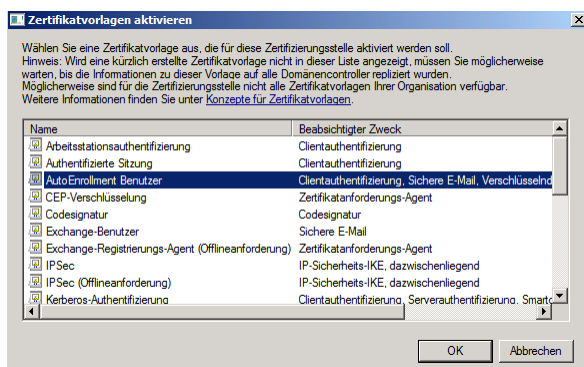 Zertifikatvorlagen aktivieren
Wählen Sie eine Zertifikatvorlage aus, die für diese Zertifizierungsstelle aktiviert werden soll.
Hinweis: Wird eine kürzlich erstellte Zertifikatvorlage nicht in dieser Liste angezeigt, müssen Sie möglicherweise
warten, bis die Informationen zu dieser Vorlage auf alle Domänencontroller repliziert wurden.
Möglicherweise sind für die Zertifizierungsstelle nicht alle Zertifikatvorlagen Ihrer Organisation verfügbar.
Weitere Informationen finden Sie unter Konzepte für Zertifikatvorlagen.
Name Beabsichtigter Zweck
Arbeitsstationsauthentifizierung Clientauthentifizierung
Authentifizierte Sitzung Clientauthentifizierung
AutoEnrollment Benutzer Clientauthentifizierung, Sichere E-Mail, Verschlüsselnd
CEP-Verschlüsselung Zertifikatanforderungs-Agent
Codesignatur Codesignatur
Exchange-Benutzer Sichere E-Mail
Exchange-Registrierungs-Agent (Offlineanforderung) Zertifikatanforderungs-Agent
IPSec IP-Sicherheits-IKE, dazwischenliegend
IPSec (Offlineanforderung) IP-Sicherheits-IKE, dazwischenliegend
Kerberos-Authentifizierung Clientauthentifizierung, Serverauthentifizierung, Smartc
OK Abbrechen